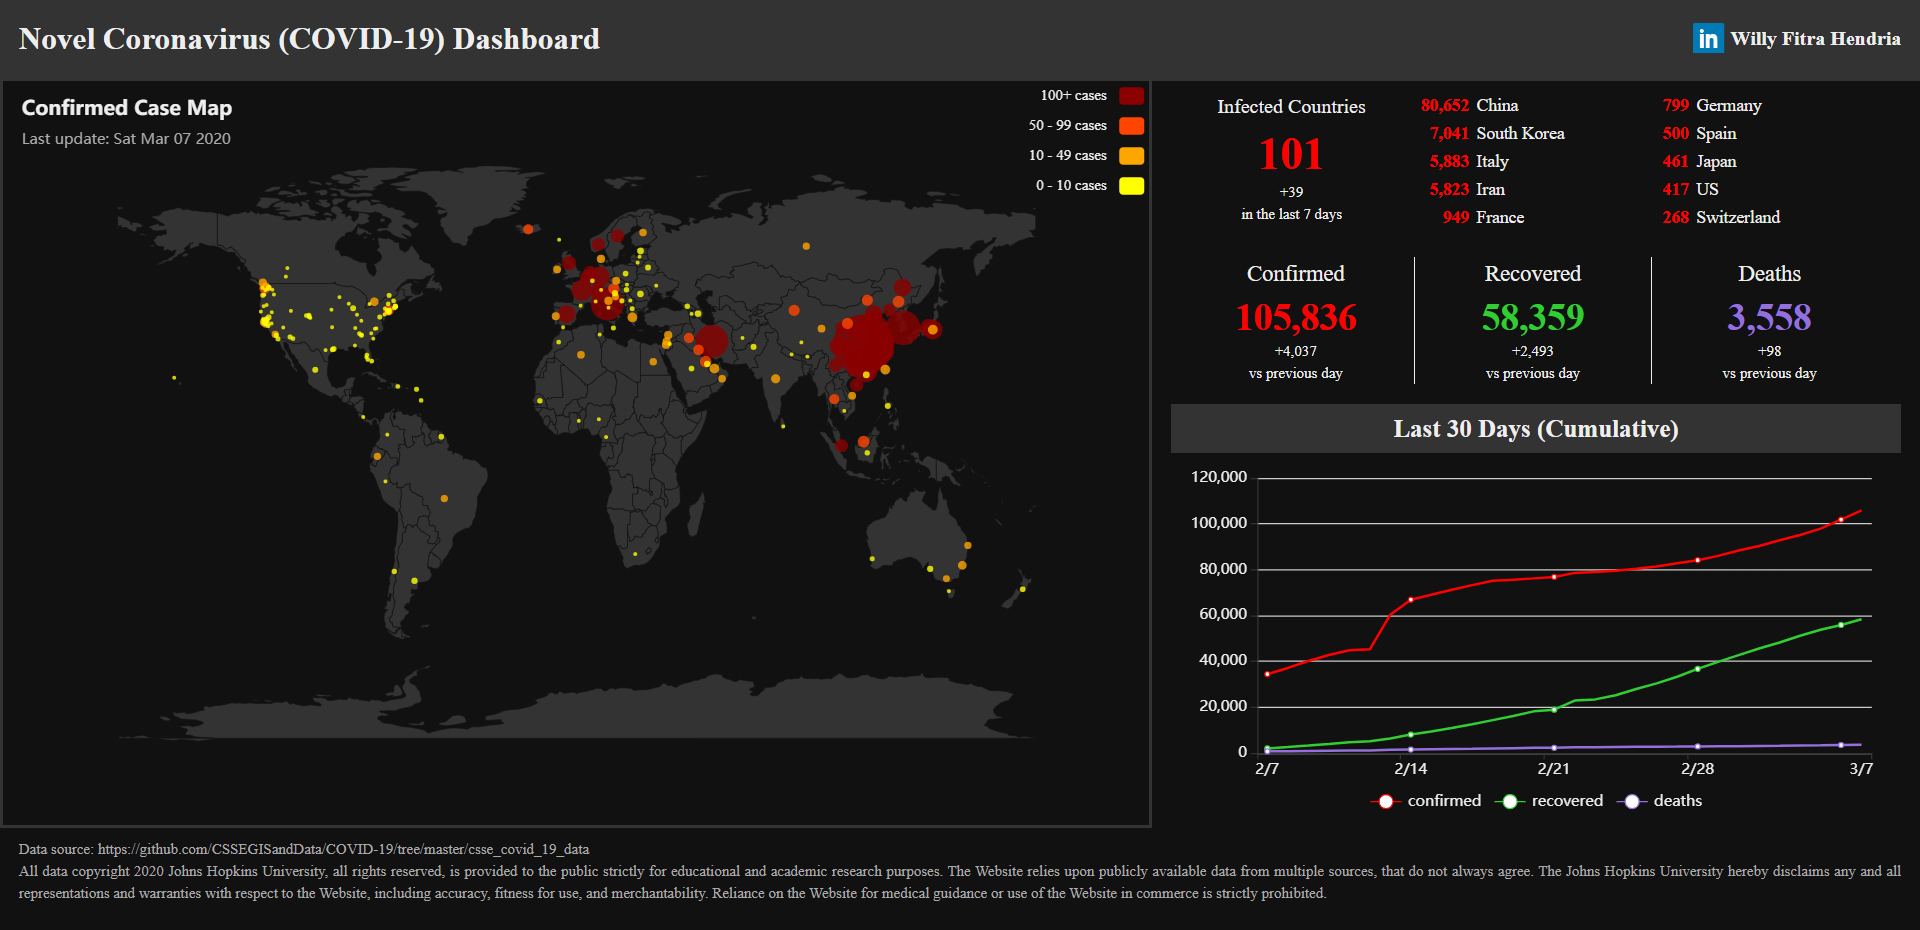 Novel Coronavirus (COVID-19) Dashboard
in Willy Fitra Hendria
Confirmed Case Map
Last update: Sat Mar 07 2020
100+ cases
50 - 99 cases
10 - 49 cases
0 - 10 cases
Infected Countries
101
+39
in the last 7 days
80,652 China
7,041 South Korea
5,883 Italy
5,823 Iran
949 France
799 Germany
500 Spain
461 Japan
417 US
268 Switzerland
Confirmed
105,836
+4,037
vs previous day
Recovered
58,359
+2,493
vs previous day
Deaths
3,558
+98
vs previous day
Last 30 Days (Cumulative)
120,000
100,000
80,000
60,000
40,000
20,000
0
2/7 2/14 2/21 2/28 3/7
confirmed recovered deaths
Data source: https://github.com/CSSEGISandData/COVID-19/tree/master/csse_covid_19_data
All data copyright 2020 Johns Hopkins University, all rights reserved, is provided to the public strictly for educational and academic research purposes. The Website relies upon publicly available data from multiple sources, that do not always agree. The Johns Hopkins University hereby disclaims any and all
representations and warranties with respect to the Website, including accuracy, fitness for use, and merchantability. Reliance on the Website for medical guidance or use of the Website in commerce is strictly prohibited.